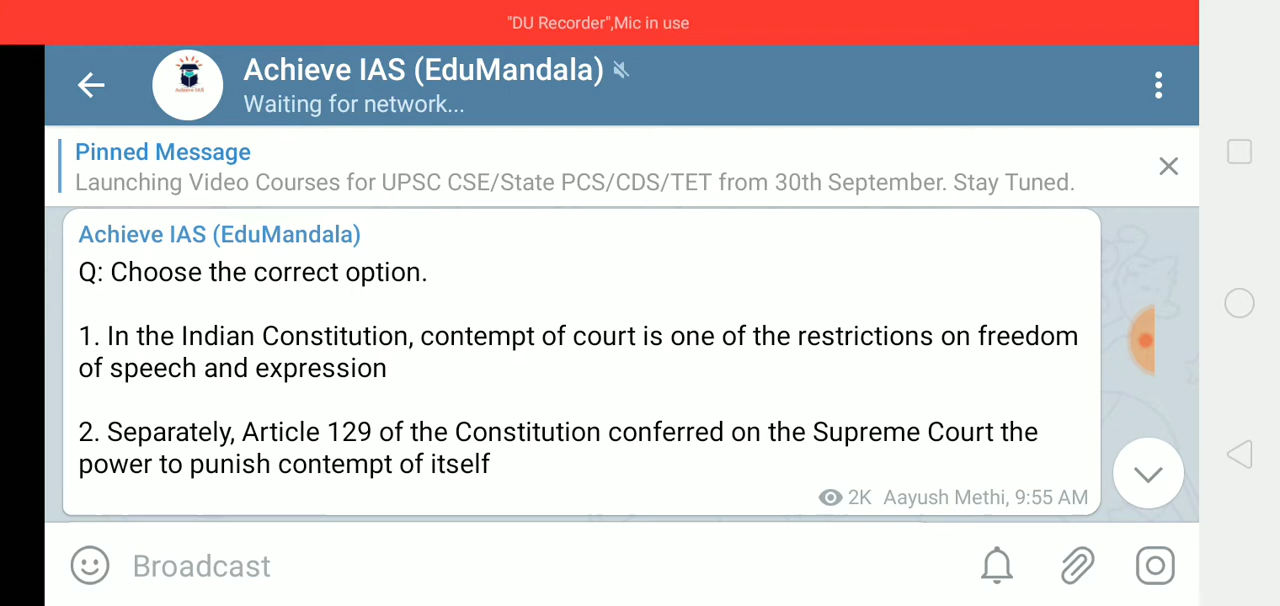 "DU Recorder",Mic in use
Achieve IAS (EduMandala)
Waiting for network...
Pinned Message
Launching Video Courses for UPSC CSE/State PCS/CDS/TET from 30th September. Stay Tuned.
Achieve IAS (EduMandala)
Q: Choose the correct option.
1. In the Indian Constitution, contempt of court is one of the restrictions on freedom
of speech and expression
2. Separately, Article 129 of the Constitution conferred on the Supreme Court the
power to punish contempt of itself
2K Aayush Methi, 9:55 AM
Broadcast